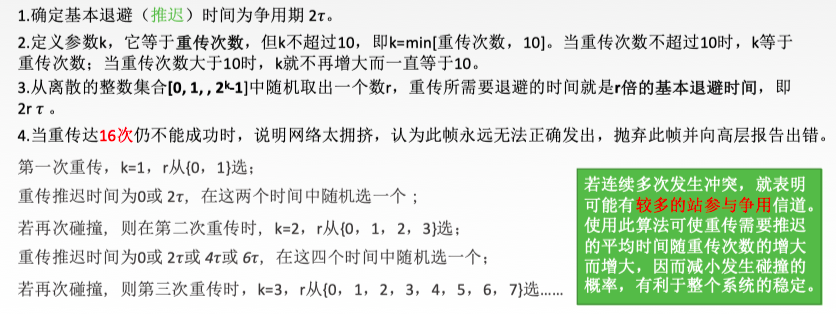 1.确定基本退避（推迟）时间为争用期 2τ。
2.定义参数k，它等于重传次数，但k不超过10，即k=min[重传次数，10]。当重传次数不超过10时，k等于
重传次数；当重传次数大于10时，k就不再增大而一直等于10。
3.从离散的整数集合[0, 1, , 2ᵏ-1]中随机取出一个数r，重传所需要退避的时间就是r倍的基本退避时间，即
2rτ。
4.当重传达16次仍不能成功时，说明网络太拥挤，认为此帧永远无法正确发出，抛弃此帧并向高层报告出错。
第一次重传，k=1，r从{0，1}选；
重传推迟时间为0或 2τ，在这两个时间中随机选一个；
若再次碰撞，则在第二次重传时，k=2，r从{0，1，2，3}选；
重传推迟时间为0或 2τ或 4τ或 6τ，在这四个时间中随机选一个；
若再次碰撞，则第三次重传时，k=3，r从{0，1，2，3，4，5，6，7}选……
若连续多次发生冲突，就表明
可能有较多的站参与争用信道。
使用此算法可使重传需要推迟
的平均时间随重传次数的增大
而增大，因而减小发生碰撞的
概率，有利于整个系统的稳定。